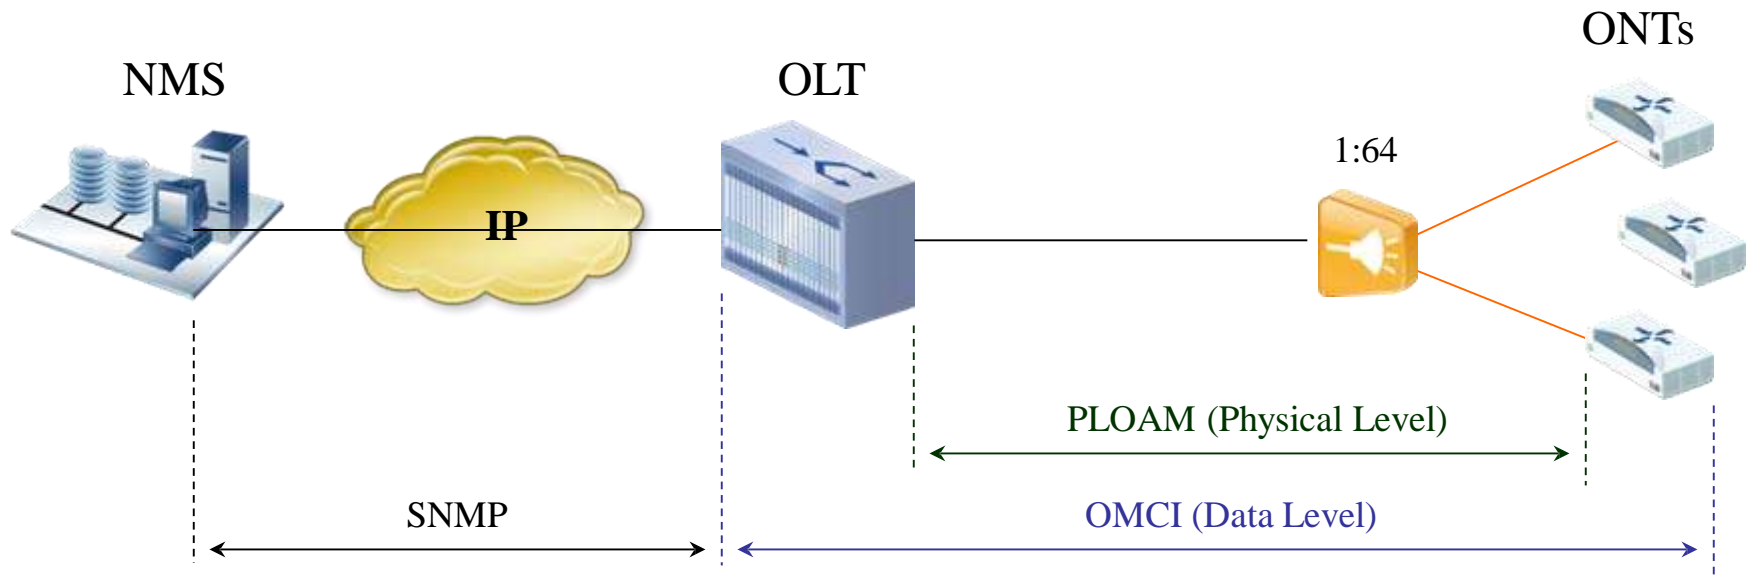 ONTs
NMS
OLT
1:64
IP
PLOAM (Physical Level)
SNMP
OMCI (Data Level)